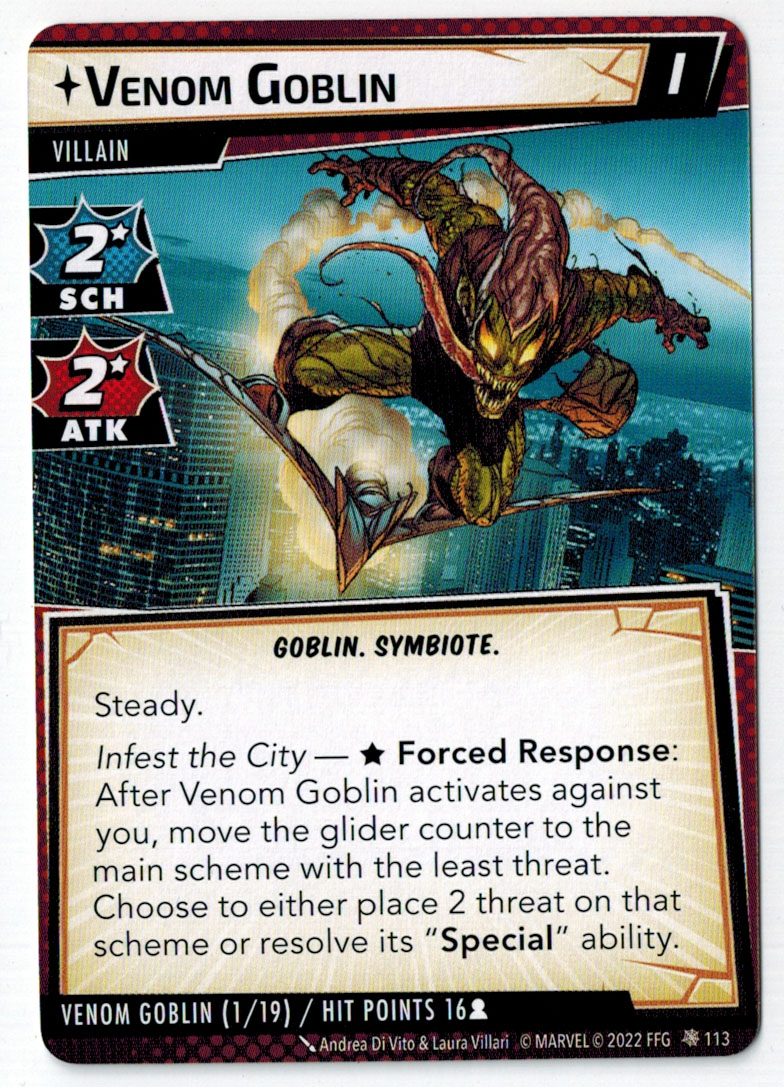 VENOM GOBLIN
I
VILLAIN
2
SCH
2
ATK
GOBLIN. SYMBIOTE.
Steady.
Infest the City — ★ Forced Response:
After Venom Goblin activates against
you, move the glider counter to the
main scheme with the least threat.
Choose to either place 2 threat on that
scheme or resolve its “Special” ability.
VENOM GOBLIN (1/19) / HIT POINTS 16
Andrea Di Vito & Laura Villari © MARVEL © 2022 FFG 113